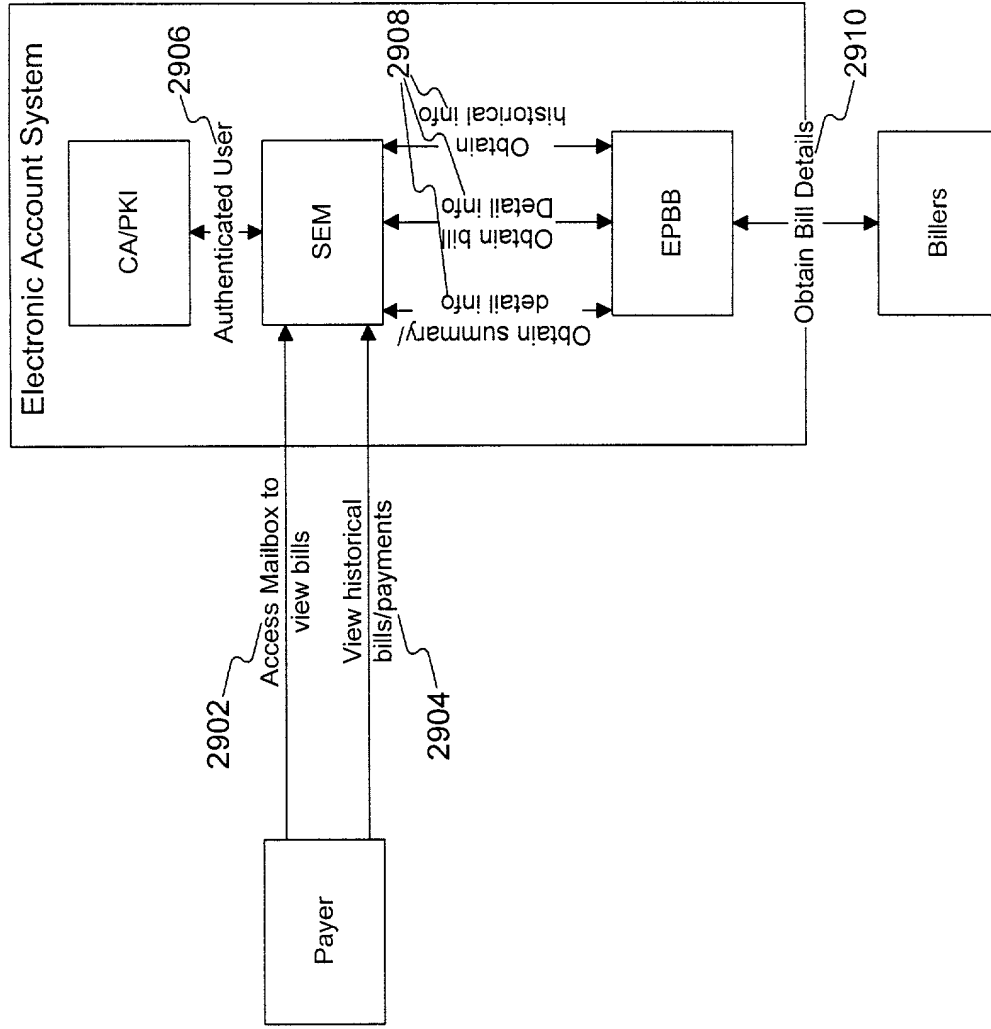 Electronic Account System
CA/PKI
2906
Authenticated User
SEM
2908
Obtain summary/
detail info
Obtain bill
Detail info
Obtain
historical info
EPBB
2910
Obtain Bill Details
Billers
2902
Access Mailbox to
view bills
View historical
bills/payments
2904
Payer